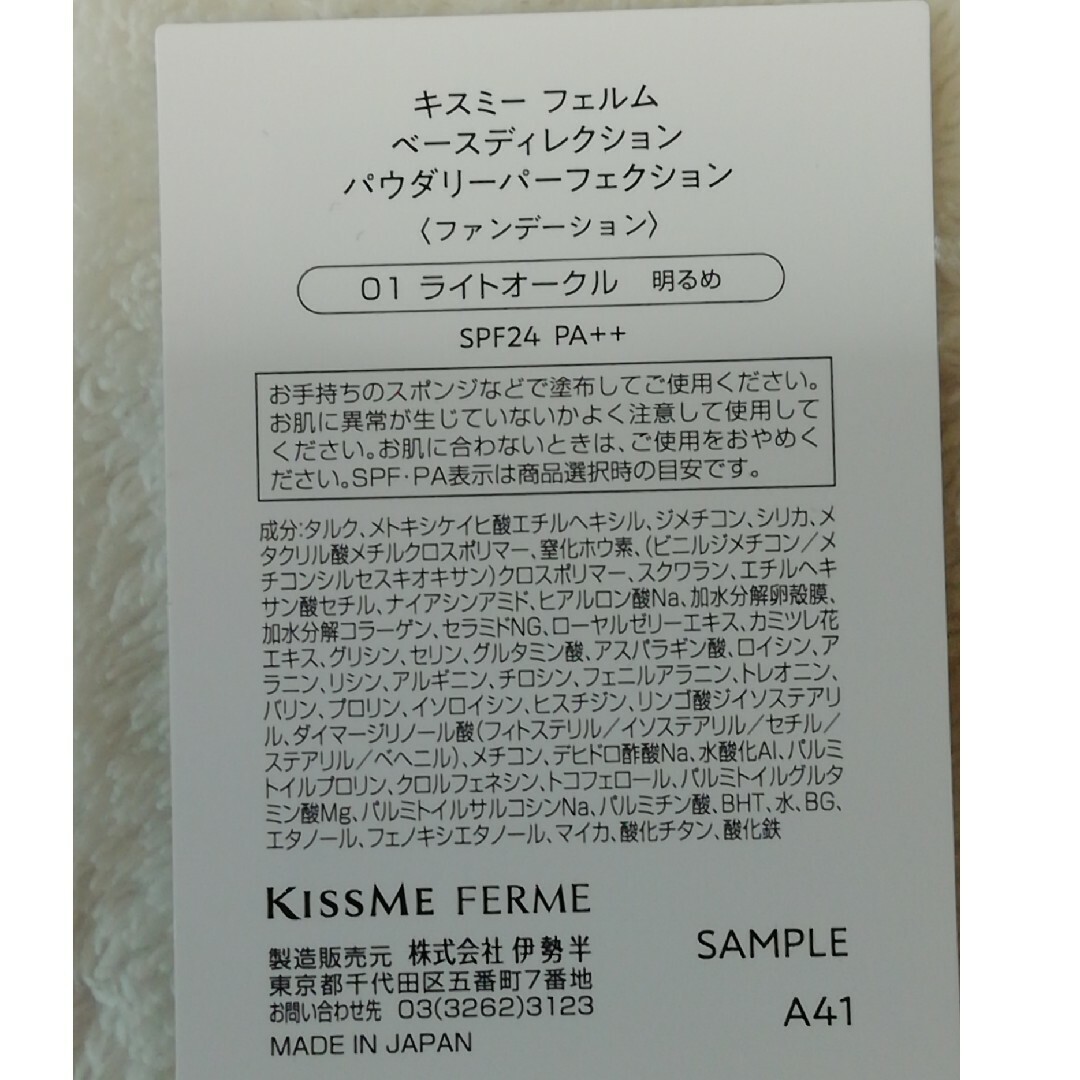 キスミー フェルム
ベースディレクション
パウダリーパーフェクション
〈ファンデーション〉
01 ライトオークル 明るめ
SPF24 PA++
お手持ちのスポンジなどで塗布してご使用ください。
お肌に異常が生じていないかよく注意して使用して
ください。お肌に合わないときは、ご使用をおやめく
ださい。SPF・PA表示は商品選択時の目安です。
成分:タルク、メトキシケイヒ酸エチルヘキシル、ジメチコン、シリカ、メ
タクリル酸メチルクロスポリマー、窒化ホウ素、(ビニルジメチコン/メ
チコンシルセスキオキサン)クロスポリマー、スクワラン、エチルヘキ
サン酸セチル、ナイアシンアミド、ヒアルロン酸Na、加水分解卵殻膜、
加水分解コラーゲン、セラミドNG、ローヤルゼリーエキス、カミツレ花
エキス、グリシン、セリン、グルタミン酸、アスパラギン酸、ロイシン、ア
ラニン、リシン、アルギニン、チロシン、フェニルアラニン、トレオニン、
バリン、プロリン、イソロイシン、ヒスチジン、リンゴ酸ジイソステアリ
ル、ダイマージリノール酸(フィトステリル/イソステアリル/セチル/
ステアリル/ベヘニル)、メチコン、デヒドロ酢酸Na、水酸化Al、パルミ
トイルプロリン、クロルフェネシン、トコフェロール、パルミトイルグルタ
ミン酸Mg、パルミトイルサルコシンNa、パルミチン酸、BHT、水、BG、
エタノール、フェノキシエタノール、マイカ、酸化チタン、酸化鉄
KISSME FERME
製造販売元 株式会社 伊勢半
東京都千代田区五番町7番地
お問い合わせ先 03(3262)3123
MADE IN JAPAN
SAMPLE
A41